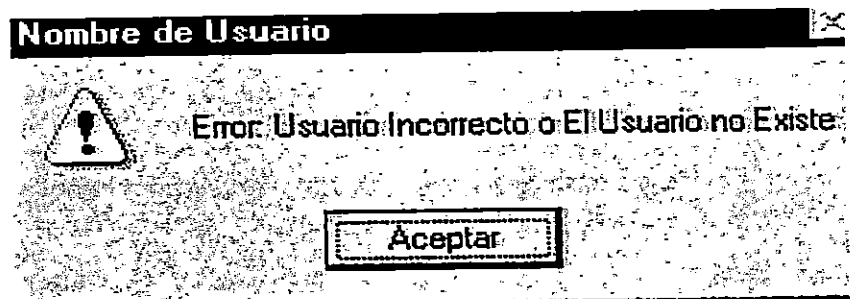 Nombre de Usuario
Error: Usuario Incorrecto o El Usuario no Existe
Aceptar